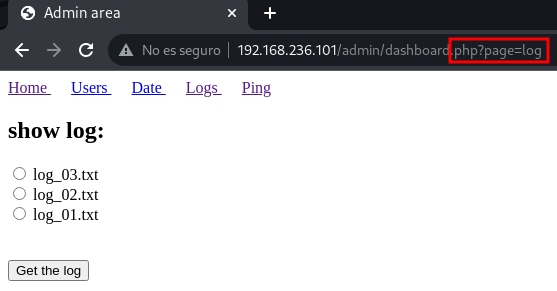 Admin area
No es seguro 192.168.236.101/admin/dashboard.php?page=log
Home Users Date Logs Ping
show log:
log_03.txt
log_02.txt
log_01.txt
Get the log